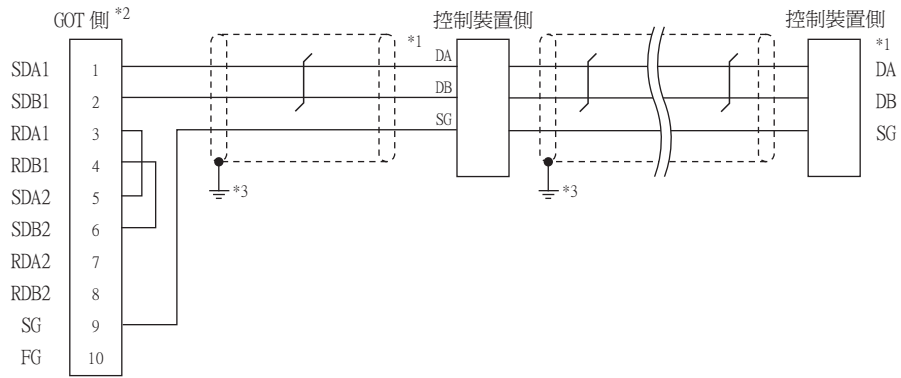 GOT 側 *2
控制裝置側
控制裝置側
*1
*1
SDA1 1 DA DA
SDB1 2 DB DB
RDA1 3 SG SG
RDB1 4
SDA2 5 *3 *3
SDB2 6
RDA2 7
RDB2 8
SG 9
FG 10